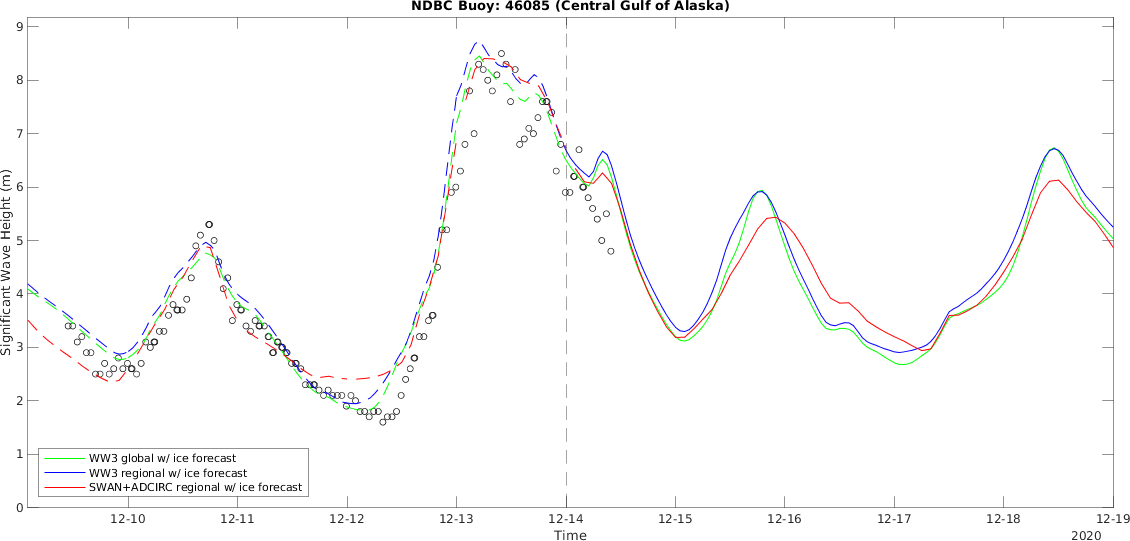 NDBC Buoy: 46085 (Central Gulf of Alaska)
9
8
7
6
5
4
3
2
1
0
Significant Wave Height (m)
WW3 global w/ ice forecast
WW3 regional w/ ice forecast
SWAN+ADCIRC regional w/ ice forecast
12-10 12-11 12-12 12-13 12-14 12-15 12-16 12-17 12-18 12-19
Time
2020